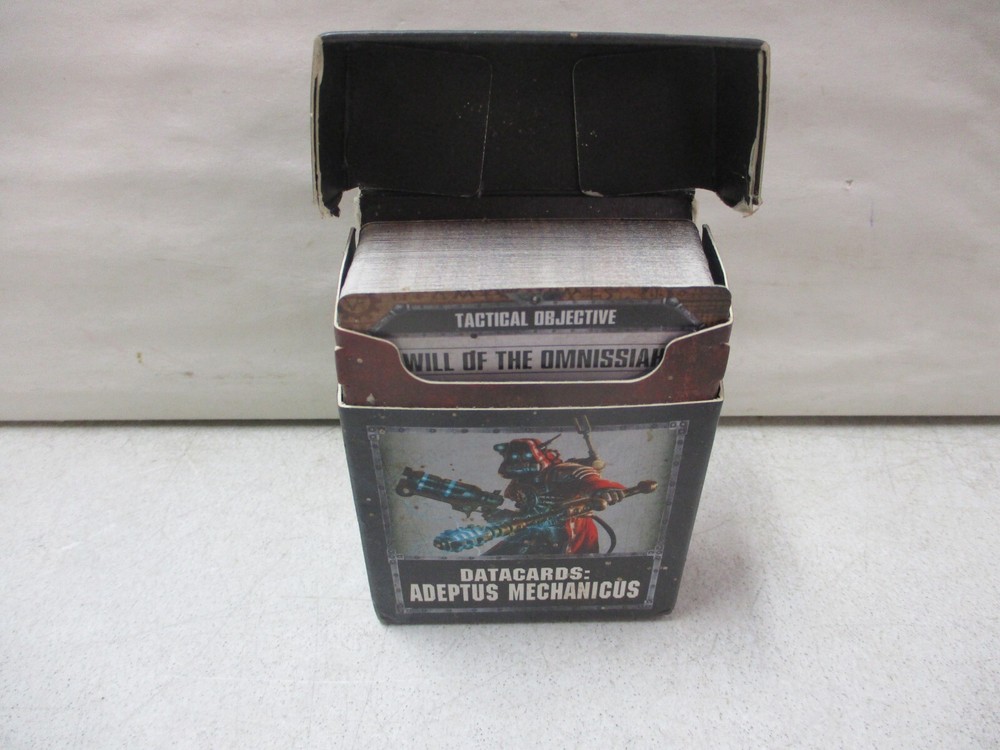 TACTICAL OBJECTIVE
WILL OF THE OMNISSIAH
DATACARDS:
ADEPTUS MECHANICUS